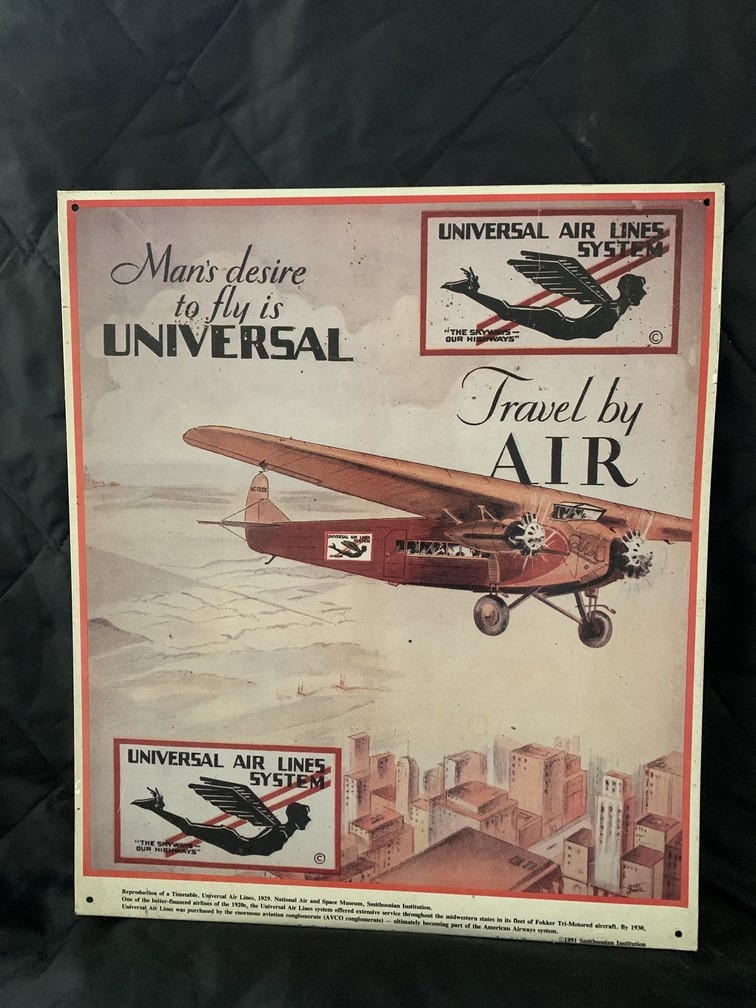 Man's desire
to fly is
UNIVERSAL
UNIVERSAL AIR LINES
SYSTEM
"THE SKYWAYS—
OUR HIGHWAYS"
©
Travel by
AIR
UNIVERSAL AIR LINES
SYSTEM
Fokker
UNIVERSAL AIR LINES
SYSTEM
"THE SKYWAYS—
OUR HIGHWAYS"
©
Reproduction of a Timetable, Universal Air Lines, 1929. National Air and Space Museum, Smithsonian Institution.
One of the better-financed airlines of the 1920s, the Universal Air Lines system offered extensive service throughout the midwestern states in its fleet of Fokker Tri-Motored aircraft. By 1930,
Universal Air Lines was purchased by the enormous aviation conglomerate (AVCO conglomerate) — ultimately becoming part of the American Airways system.
©1991 Smithsonian Institution